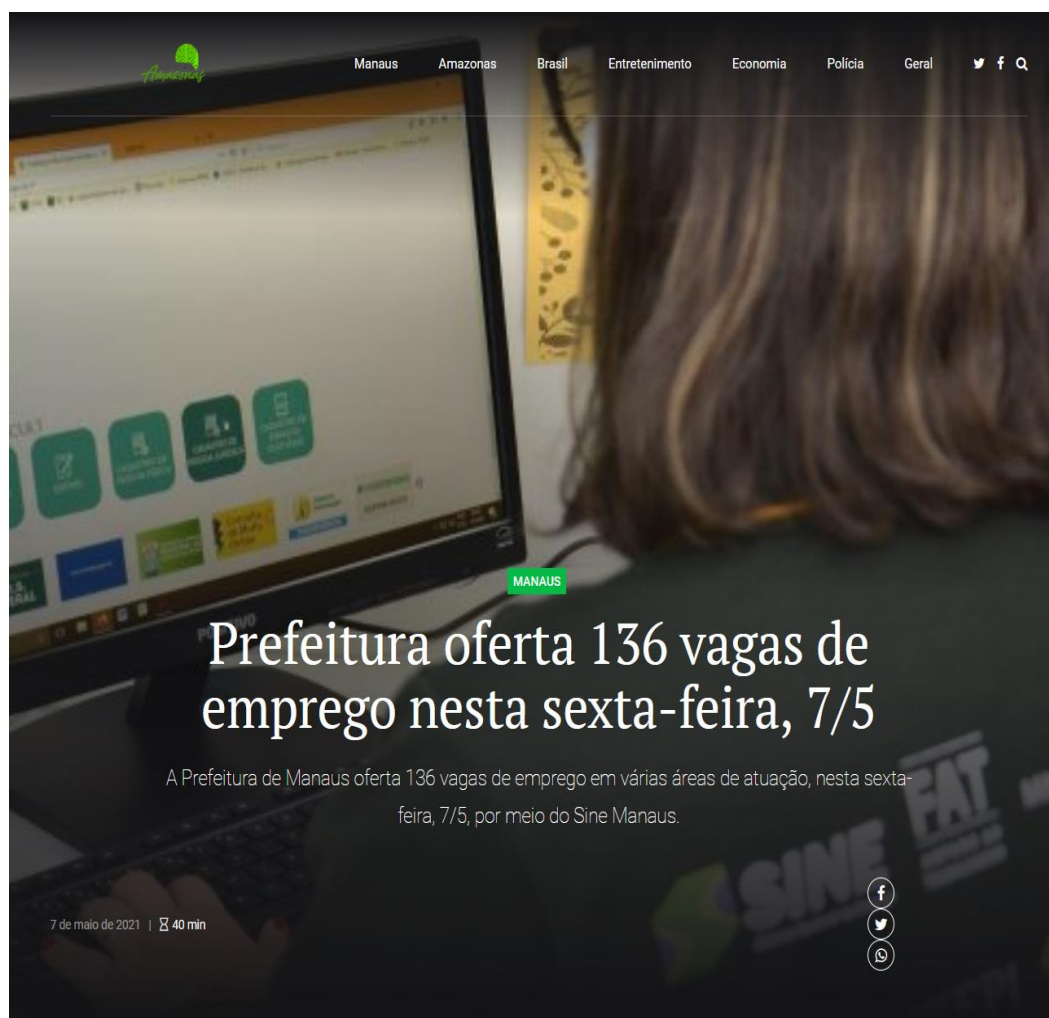 Amazonas
Manaus Amazonas Brasil Entretenimento Economia Polícia Geral
MANAUS
Prefeitura oferta 136 vagas de
emprego nesta sexta-feira, 7/5
A Prefeitura de Manaus oferta 136 vagas de emprego em várias áreas de atuação, nesta sexta-
feira, 7/5, por meio do Sine Manaus.
7 de maio de 2021 | 40 min
SINE
FAT